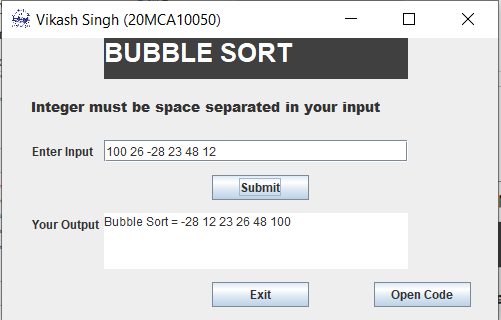 Vikash Singh (20MCA10050)
BUBBLE SORT
Integer must be space separated in your input
Enter Input 100 26 -28 23 48 12
Submit
Your Output Bubble Sort = -28 12 23 26 48 100
Exit Open Code